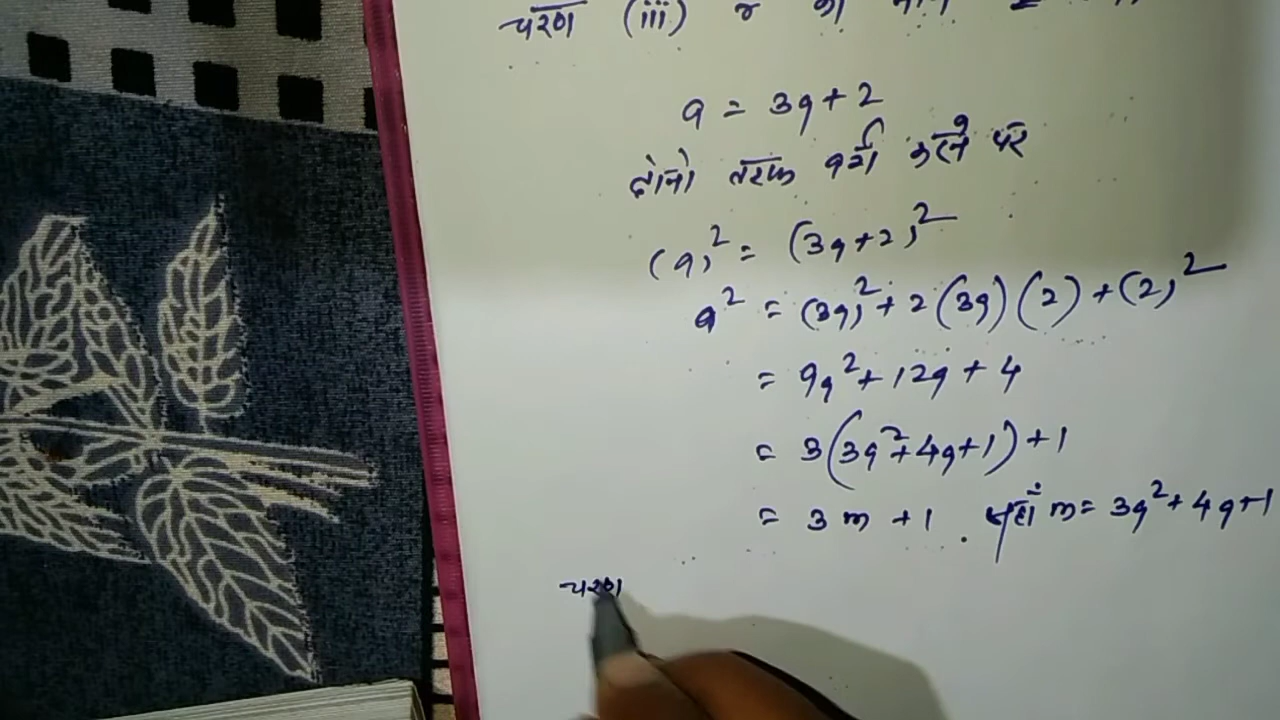 चरण (iii) r का मान
a = 3q + 2
दोनो तरफ वर्ग करने पर
(a)² = (3q+2)²
a² = (3q)² + 2(3q)(2) + (2)²
= 9q² + 12q + 4
= 3(3q² + 4q + 1) + 1
= 3m + 1 जहाँ m = 3q² + 4q + 1
चरण